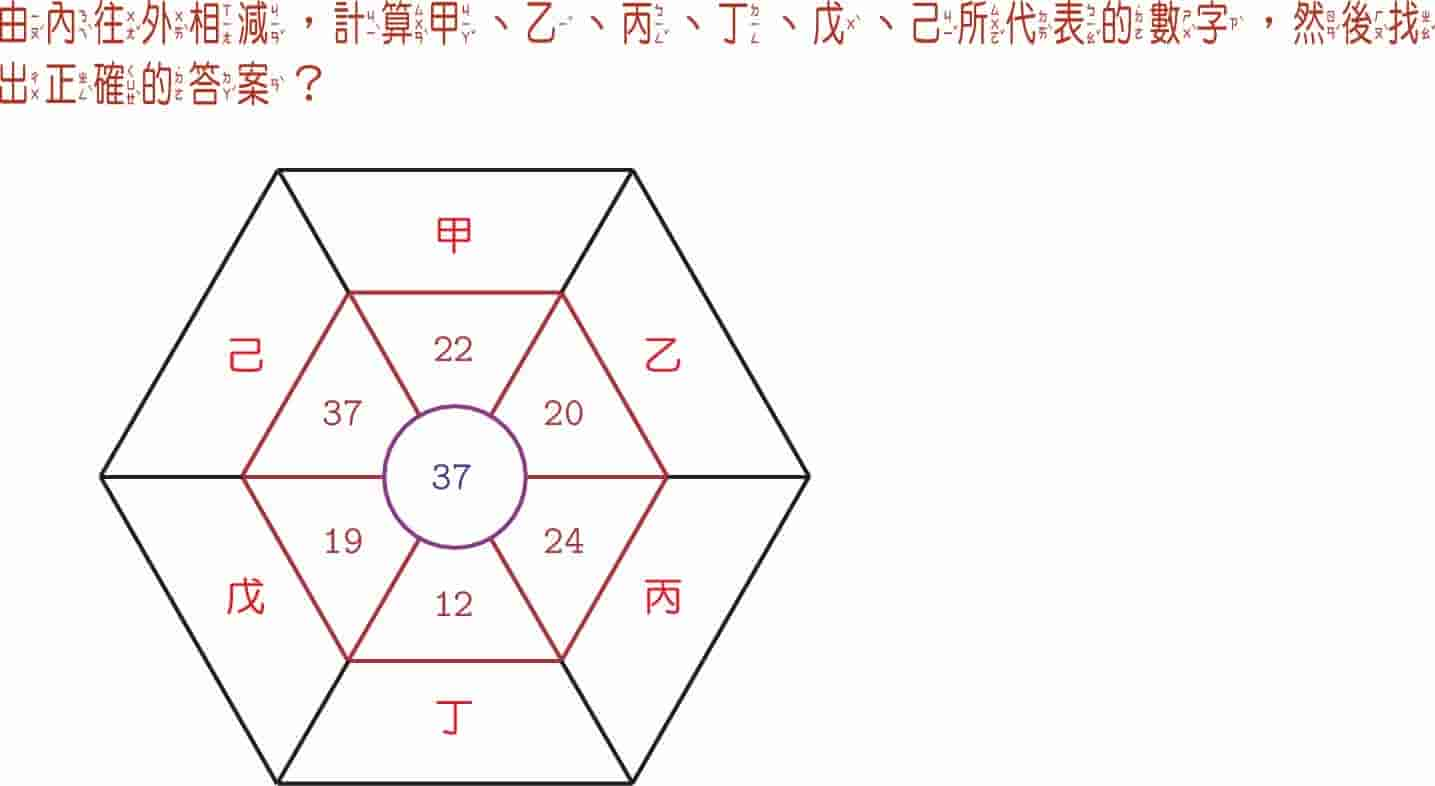 由內往外相減，計算甲、乙、丙、丁、戊、己所代表的數字，然後找
出正確的答案？
甲
22
己
乙
37
20
37
19
24
戊
12
丙
丁